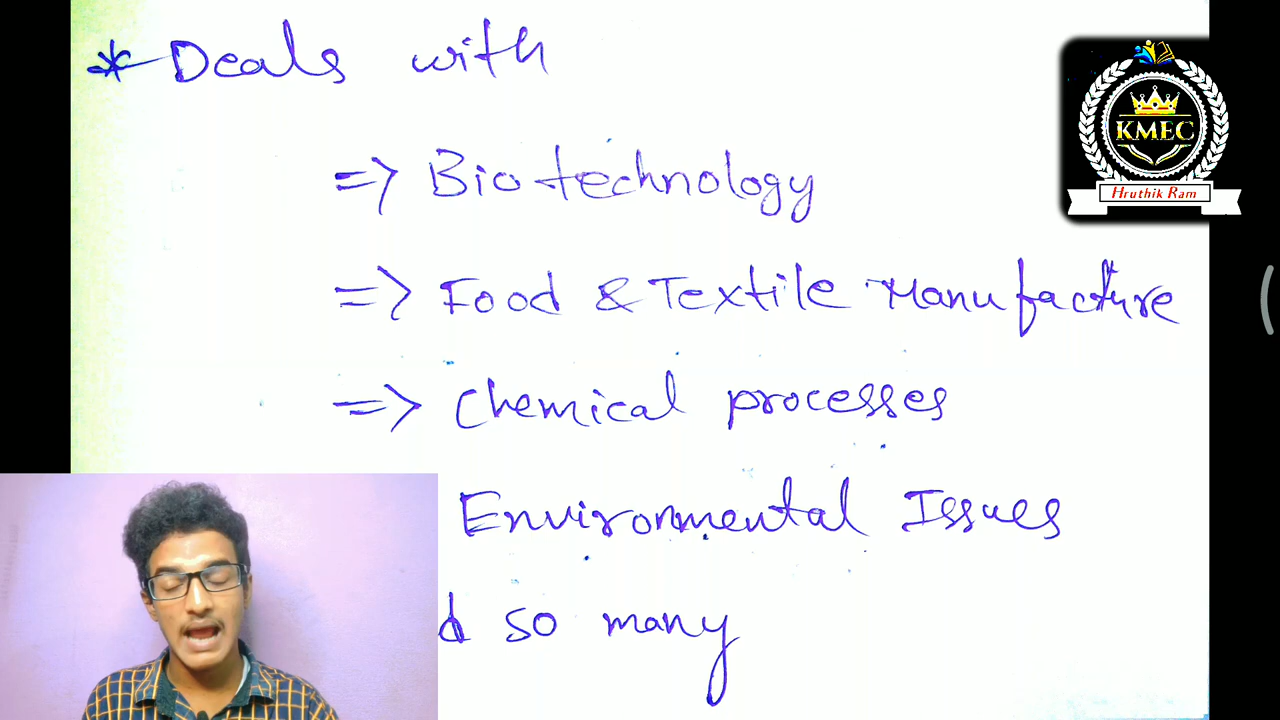 * Deals with
KMEC
Hruthik Ram
=> Biotechnology
=> Food & Textile Manufacture
=> Chemical processes
Environmental Issues
d so many